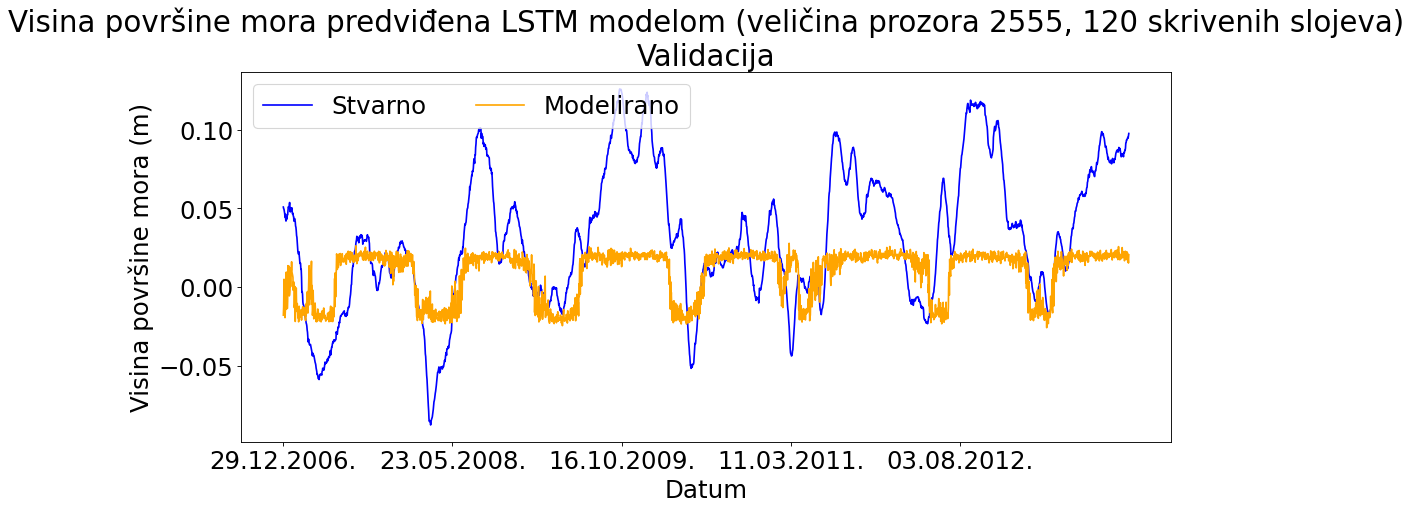 Visina površine mora predviđena LSTM modelom (veličina prozora 2555, 120 skrivenih slojeva)
Validacija
Stvarno Modelirano
Visina površine mora (m)
0.10
0.05
0.00
−0.05
29.12.2006. 23.05.2008. 16.10.2009. 11.03.2011. 03.08.2012.
Datum